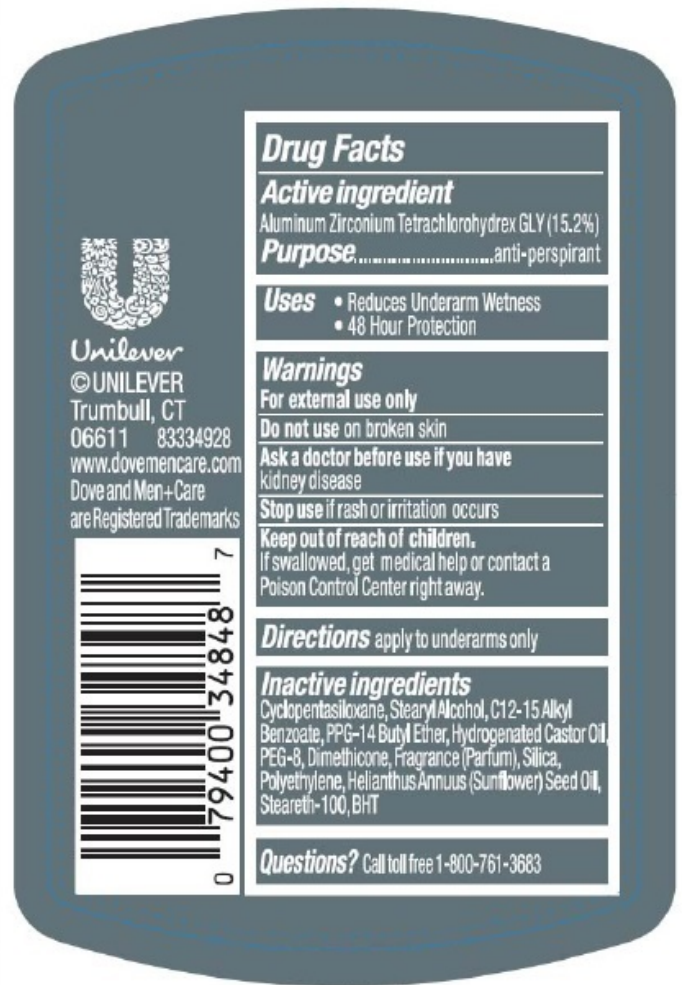 Unilever
©UNILEVER
Trumbull, CT
06611 83334928
www.dovemencare.com
Dove and Men+Care
are Registered Trademarks
0 79400 34848 7
Drug Facts
Active ingredient
Aluminum Zirconium Tetrachlorohydrex GLY (15.2%)
Purpose..............................anti-perspirant
Uses • Reduces Underarm Wetness
• 48 Hour Protection
Warnings
For external use only
Do not use on broken skin
Ask a doctor before use if you have
kidney disease
Stop use if rash or irritation occurs
Keep out of reach of children.
If swallowed, get medical help or contact a
Poison Control Center right away.
Directions apply to underarms only
Inactive ingredients
Cyclopentasiloxane, Stearyl Alcohol, C12-15 Alkyl
Benzoate, PPG-14 Butyl Ether, Hydrogenated Castor Oil,
PEG-8, Dimethicone, Fragrance (Parfum), Silica,
Polyethylene, Helianthus Annuus (Sunflower) Seed Oil,
Steareth-100, BHT
Questions? Call toll free 1-800-761-3683